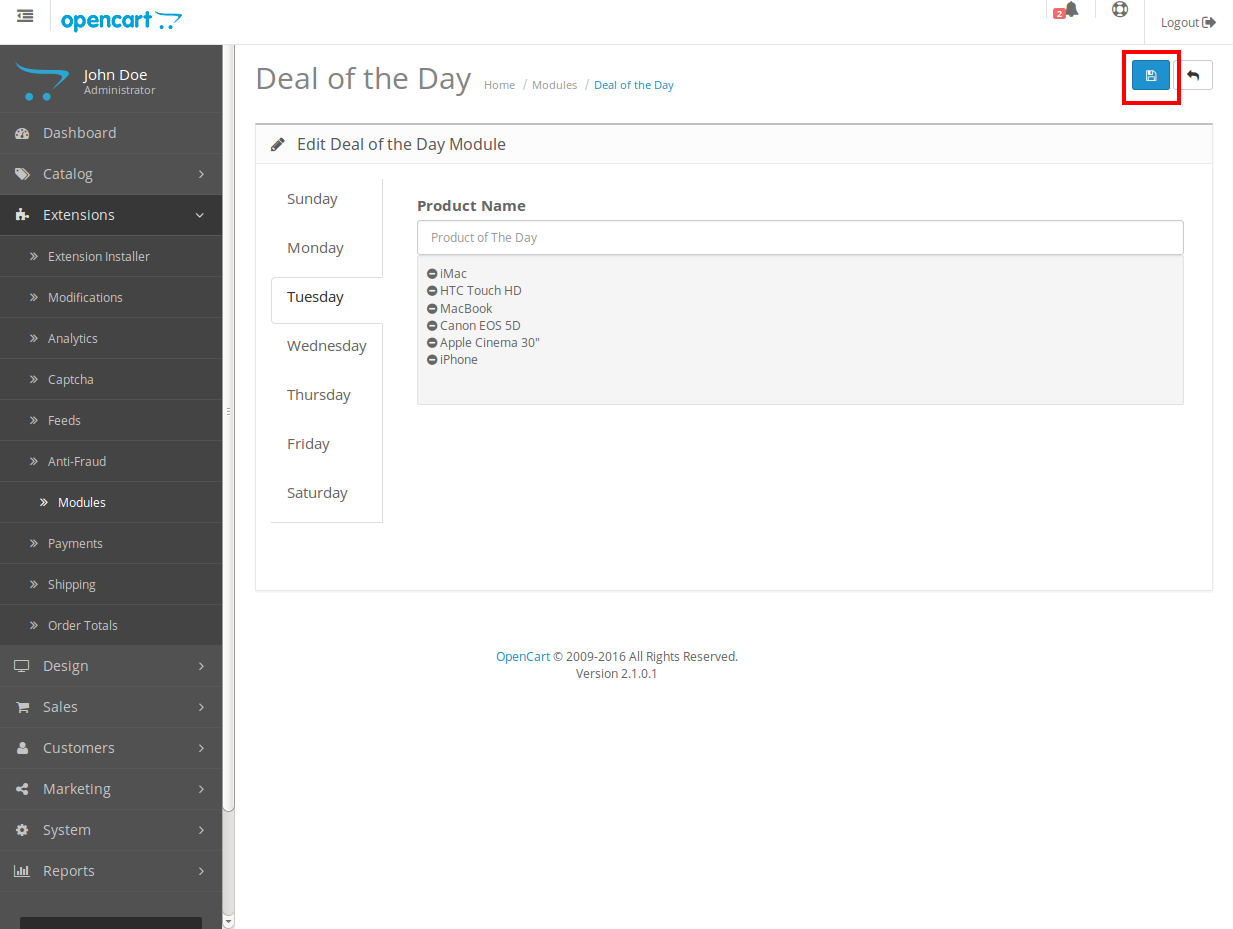 opencart
2
Logout
John Doe
Administrator
Dashboard
Catalog
Extensions
Extension Installer
Modifications
Analytics
Captcha
Feeds
Anti-Fraud
Modules
Payments
Shipping
Order Totals
Design
Sales
Customers
Marketing
System
Reports
Deal of the Day Home / Modules / Deal of the Day
Edit Deal of the Day Module
Sunday
Monday
Tuesday
Wednesday
Thursday
Friday
Saturday
Product Name
Product of The Day
iMac
HTC Touch HD
MacBook
Canon EOS 5D
Apple Cinema 30"
iPhone
OpenCart © 2009-2016 All Rights Reserved.
Version 2.1.0.1